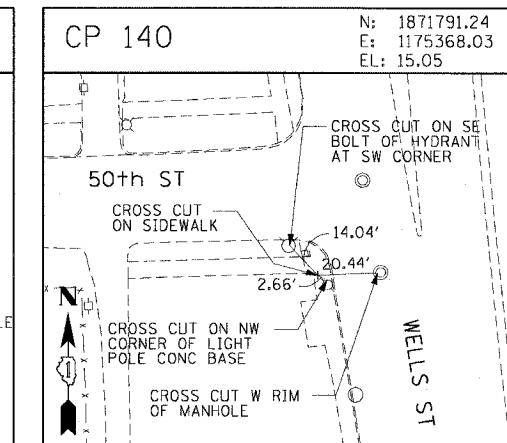 CP 140
N: 1871791.24
E: 1175368.03
EL: 15.05
CROSS CUT ON SE
BOLT OF HYDRANT
AT SW CORNER
50th ST
CROSS CUT
ON SIDEWALK
14.04'
20.44'
2.66'
N
1
CROSS CUT ON NW
CORNER OF LIGHT
POLE CONC BASE
WELLS ST
CROSS CUT W RIM
OF MANHOLE